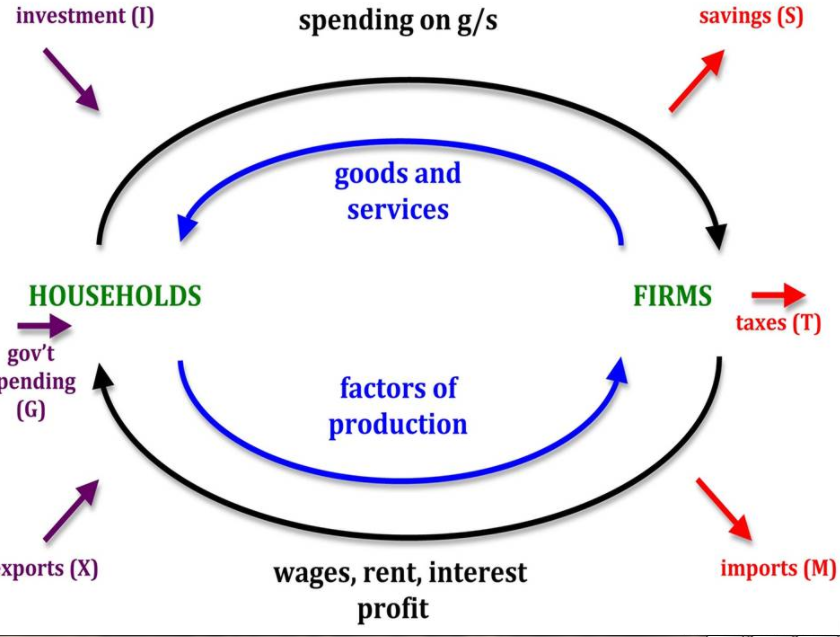 investment (I)
spending on g/s
savings (S)
goods and
services
HOUSEHOLDS
FIRMS
taxes (T)
gov't
pending
(G)
factors of
production
xports (X)
wages, rent, interest
profit
imports (M)